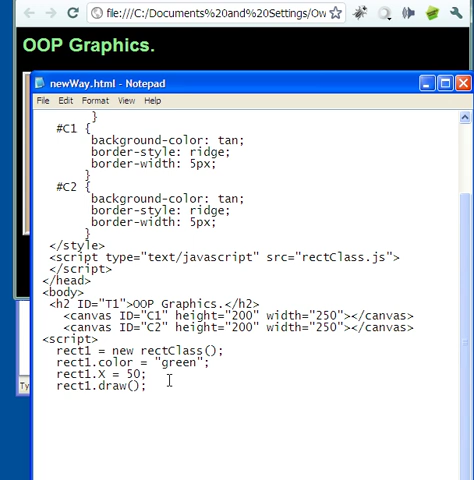 file:///C:/Documents%20and%20Settings/Ow
OOP Graphics.
newWay.html - Notepad
File Edit Format View Help
}
#C1 {
background-color: tan;
border-style: ridge;
border-width: 5px;
}
#C2 {
background-color: tan;
border-style: ridge;
border-width: 5px;
}
</style>
<script type="text/javascript" src="rectClass.js">
</script>
</head>
<body>
<h2 ID="T1">OOP Graphics.</h2>
<canvas ID="C1" height="200" width="250"></canvas>
<canvas ID="C2" height="200" width="250"></canvas>
<script>
rect1 = new rectClass();
rect1.color = "green";
rect1.X = 50;
rect1.draw();